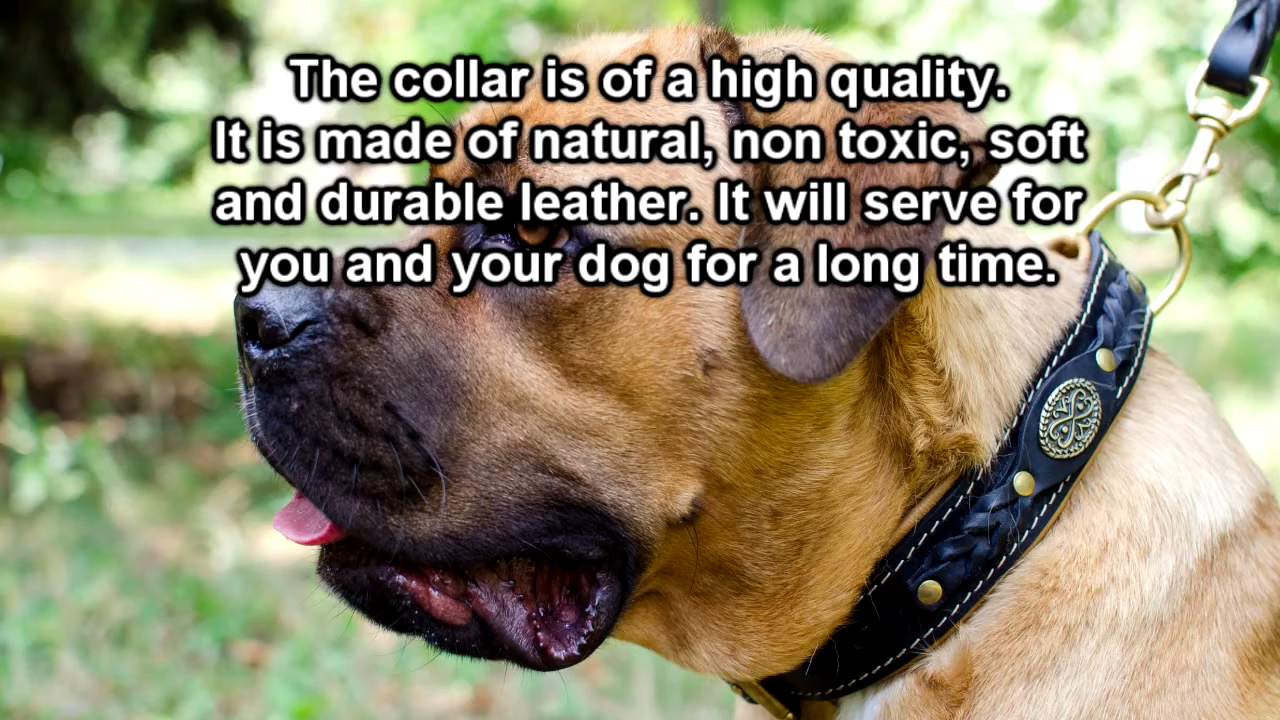 The collar is of a high quality.
It is made of natural, non toxic, soft
and durable leather. It will serve for
you and your dog for a long time.